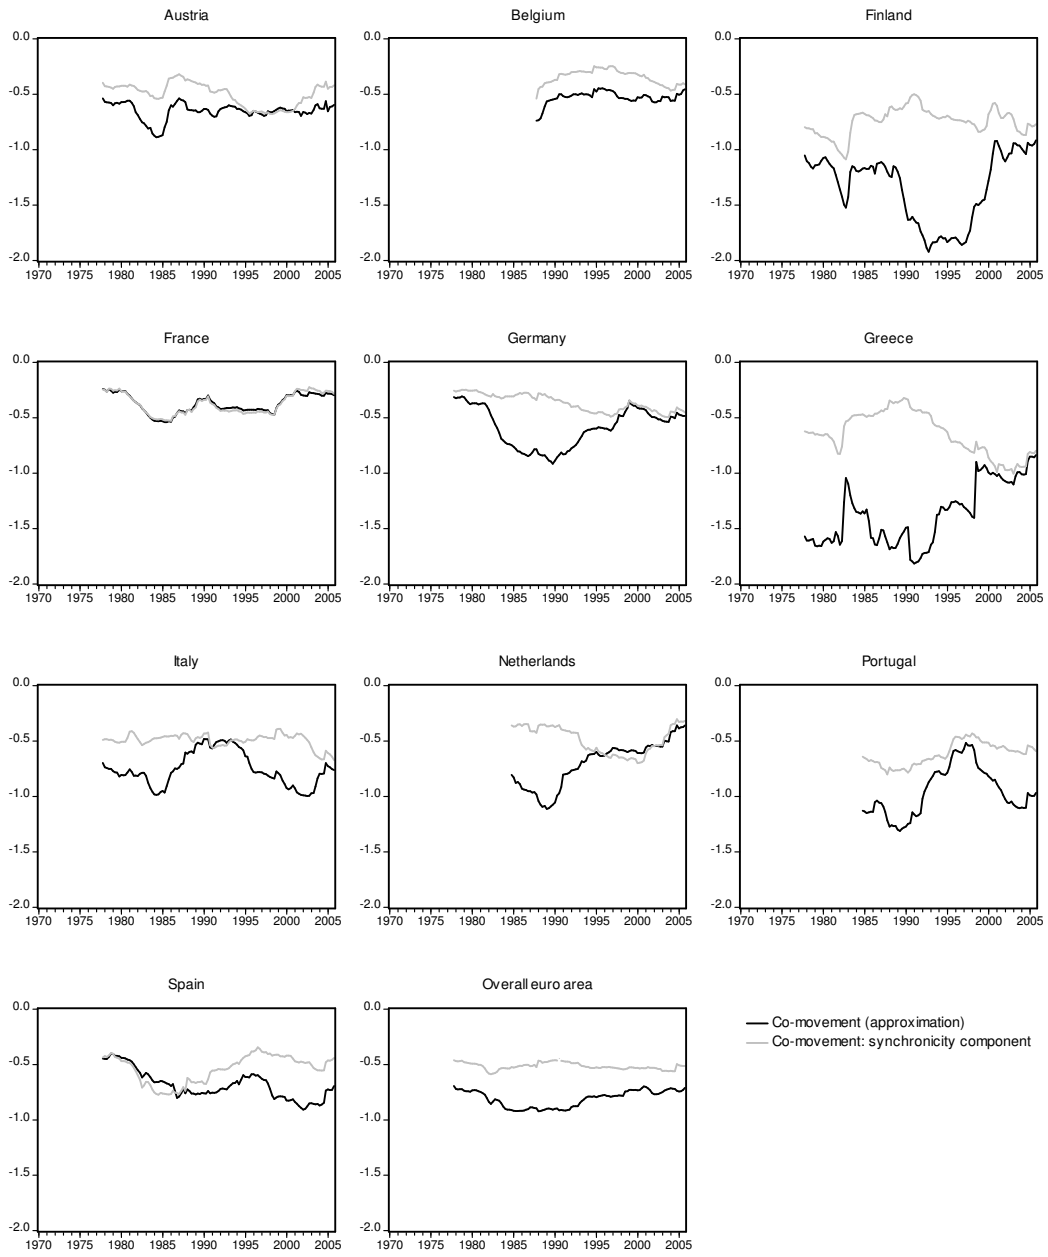 Austria
Belgium
Finland
0.0
-0.5
-1.0
-1.5
-2.0
1970 1975 1980 1985 1990 1995 2000 2005
0.0
-0.5
-1.0
-1.5
-2.0
1970 1975 1980 1985 1990 1995 2000 2005
0.0
-0.5
-1.0
-1.5
-2.0
1970 1975 1980 1985 1990 1995 2000 2005
France
Germany
Greece
0.0
-0.5
-1.0
-1.5
-2.0
1970 1975 1980 1985 1990 1995 2000 2005
0.0
-0.5
-1.0
-1.5
-2.0
1970 1975 1980 1985 1990 1995 2000 2005
0.0
-0.5
-1.0
-1.5
-2.0
1970 1975 1980 1985 1990 1995 2000 2005
Italy
Netherlands
Portugal
0.0
-0.5
-1.0
-1.5
-2.0
1970 1975 1980 1985 1990 1995 2000 2005
0.0
-0.5
-1.0
-1.5
-2.0
1970 1975 1980 1985 1990 1995 2000 2005
0.0
-0.5
-1.0
-1.5
-2.0
1970 1975 1980 1985 1990 1995 2000 2005
Spain
Overall euro area
0.0
-0.5
-1.0
-1.5
-2.0
1970 1975 1980 1985 1990 1995 2000 2005
0.0
-0.5
-1.0
-1.5
-2.0
1970 1975 1980 1985 1990 1995 2000 2005
Co-movement (approximation)
Co-movement: synchronicity component